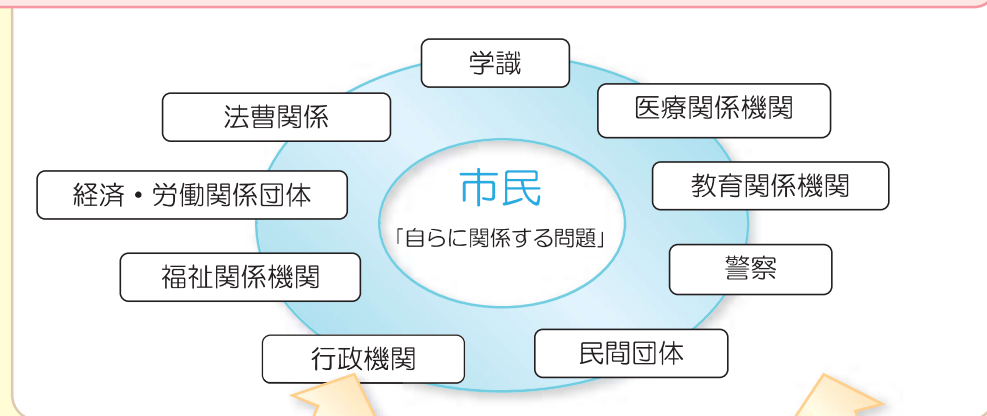 学識
法曹関係
医療関係機関
経済・労働関係団体
市民
「自らに関係する問題」
教育関係機関
福祉関係機関
警察
行政機関
民間団体